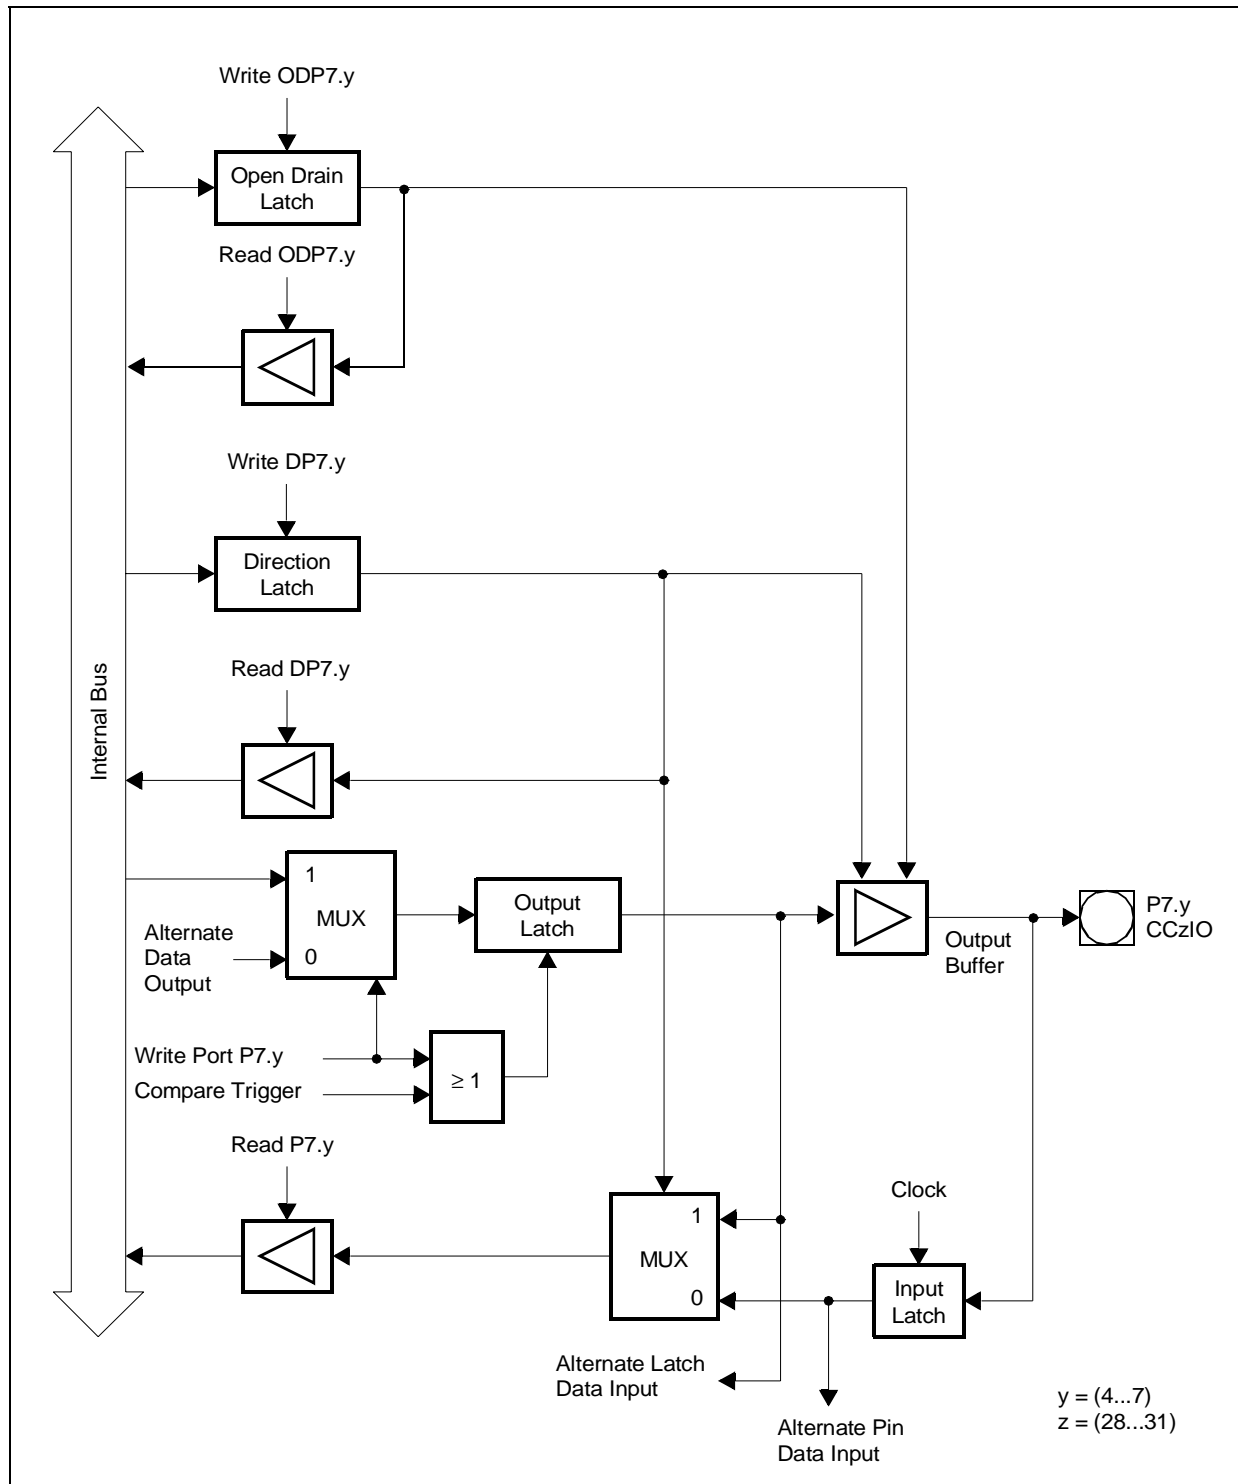 Write ODP7.y
Open Drain
Latch
Read ODP7.y
Write DP7.y
Direction
Latch
Read DP7.y
Internal Bus
1
MUX
0
Alternate
Data
Output
Output
Latch
Output
Buffer
P7.y
CCzIO
Write Port P7.y
Compare Trigger
≥ 1
Read P7.y
1
MUX
0
Clock
Input
Latch
Alternate Latch
Data Input
Alternate Pin
Data Input
y = (4...7)
z = (28...31)